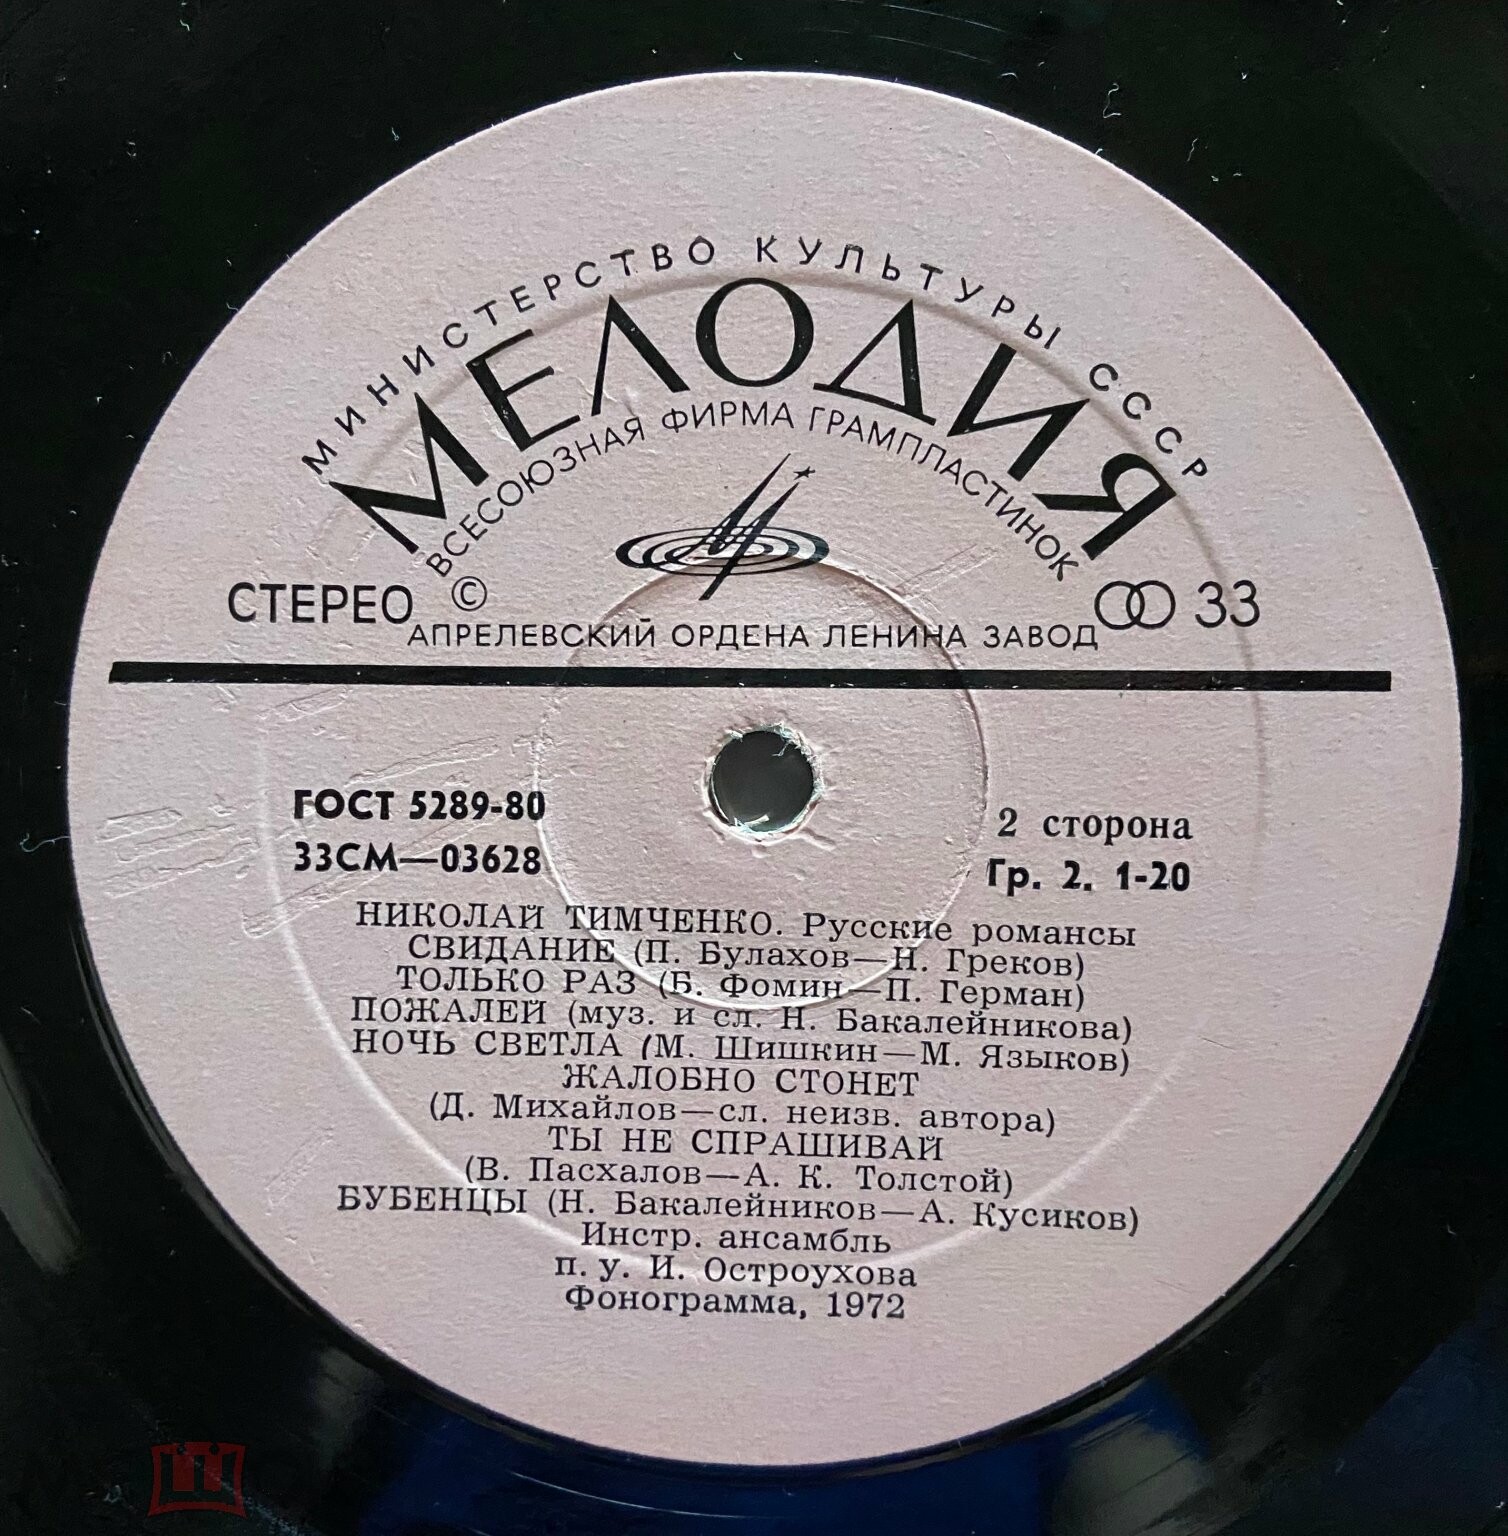 МИНИСТЕРСТВО КУЛЬТУРЫ СССР
МЕЛОДИЯ
ВСЕСОЮЗНАЯ ФИРМА ГРАМПЛАСТИНОК
СТЕРЕО © 33
АПРЕЛЕВСКИЙ ОРДЕНА ЛЕНИНА ЗАВОД
ГОСТ 5289-80
33СМ—03628
2 сторона
Гр. 2. 1-20
НИКОЛАЙ ТИМЧЕНКО. Русские романсы
СВИДАНИЕ (П. Булахов—Н. Греков)
ТОЛЬКО РАЗ (Б. Фомин—П. Герман)
ПОЖАЛЕЙ (муз. и сл. Н. Бакалейникова)
НОЧЬ СВЕТЛА (М. Шишкин—М. Языков)
ЖАЛОБНО СТОНЕТ
(Д. Михайлов—сл. неизв. автора)
ТЫ НЕ СПРАШИВАЙ
(В. Пасхалов—А. К. Толстой)
БУБЕНЦЫ (Н. Бакалейников—А. Кусиков)
Инстр. ансамбль
п. у. И. Остроухова
Фонограмма, 1972